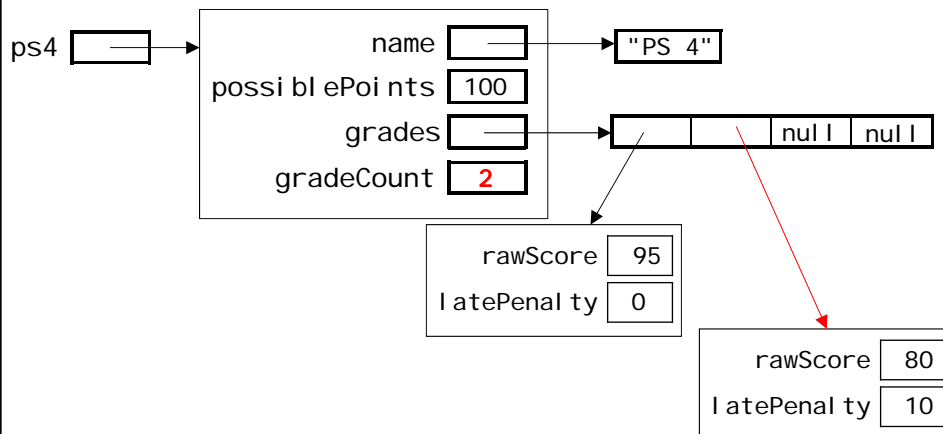 ps4
name
"PS 4"
possiblePoints 100
grades
null null
gradeCount 2
rawScore 95
latePenalty 0
rawScore 80
latePenalty 10